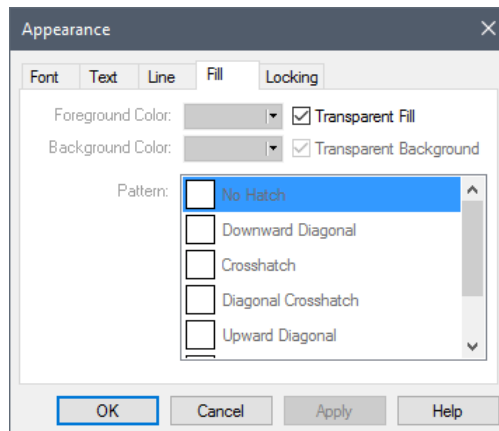 Appearance
Font Text Line Fill Locking
Foreground Color: Transparent Fill
Background Color: Transparent Background
Pattern: No Hatch
Downward Diagonal
Crosshatch
Diagonal Crosshatch
Upward Diagonal
OK Cancel Apply Help